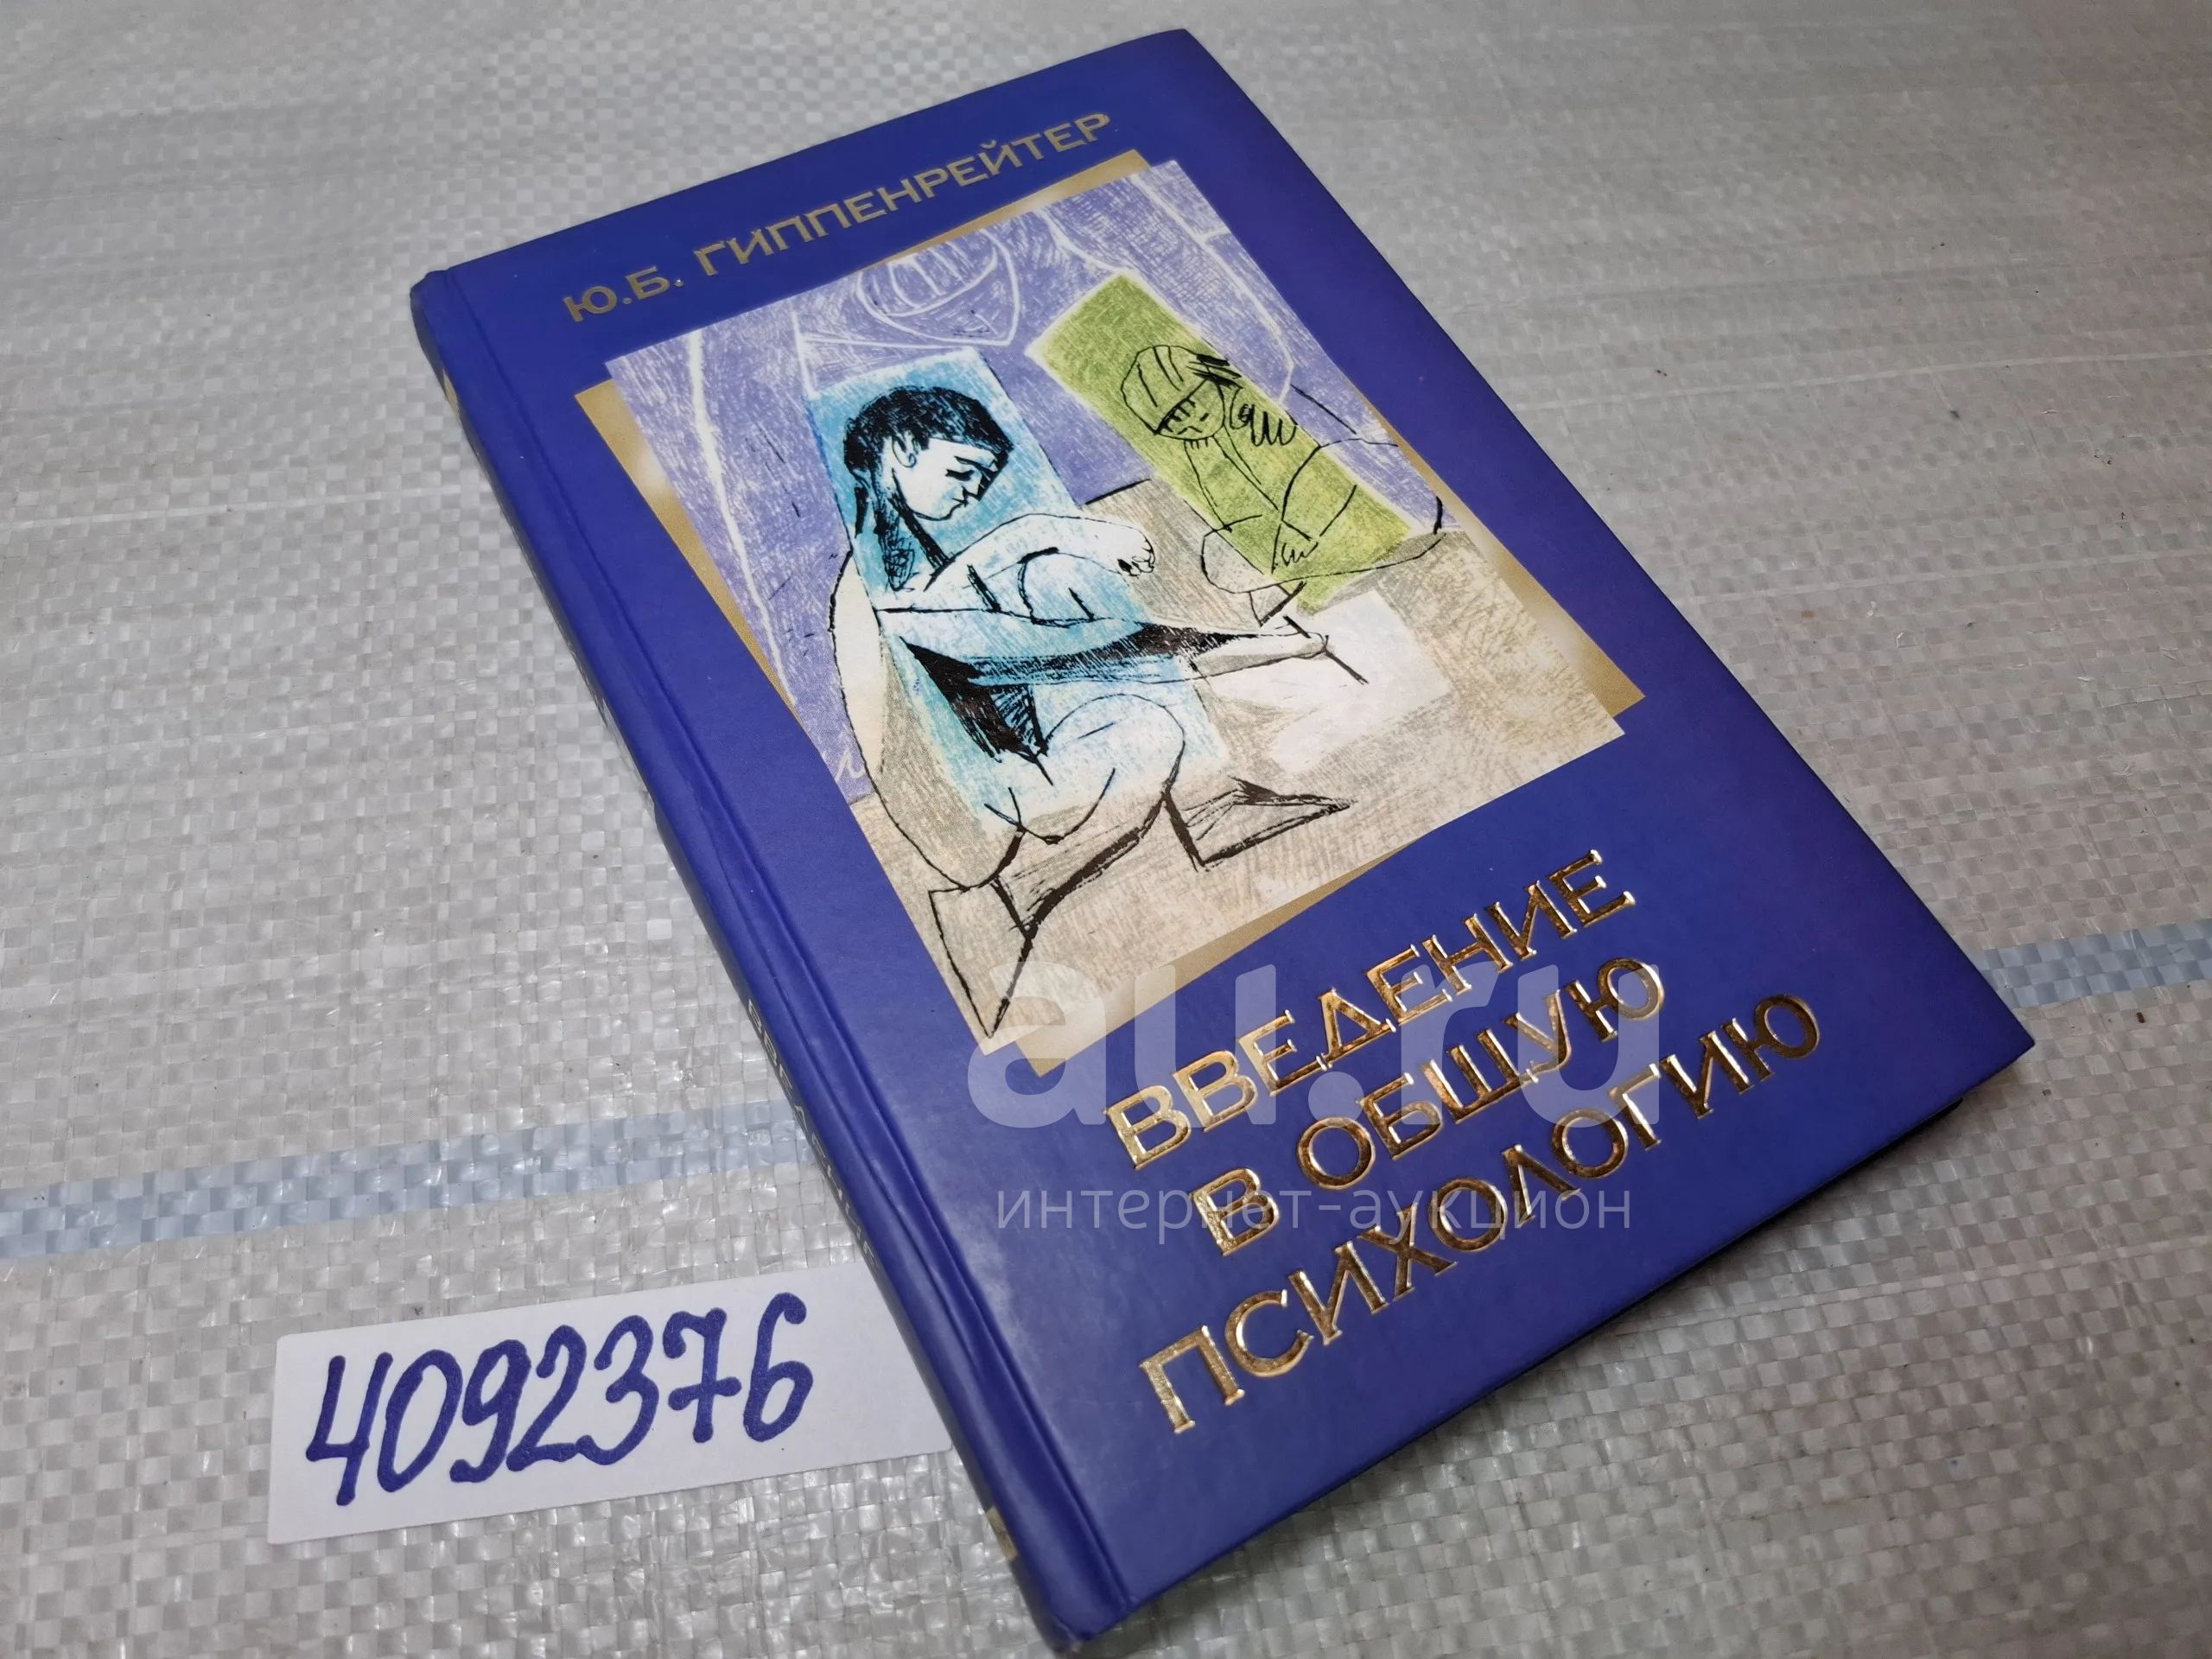 Ю.Б. ГИППЕНРЕЙТЕР
ВВЕДЕНИЕ
В ОБЩУЮ
ПСИХОЛОГИЮ
au.ru
интернет-аукцион
4092376